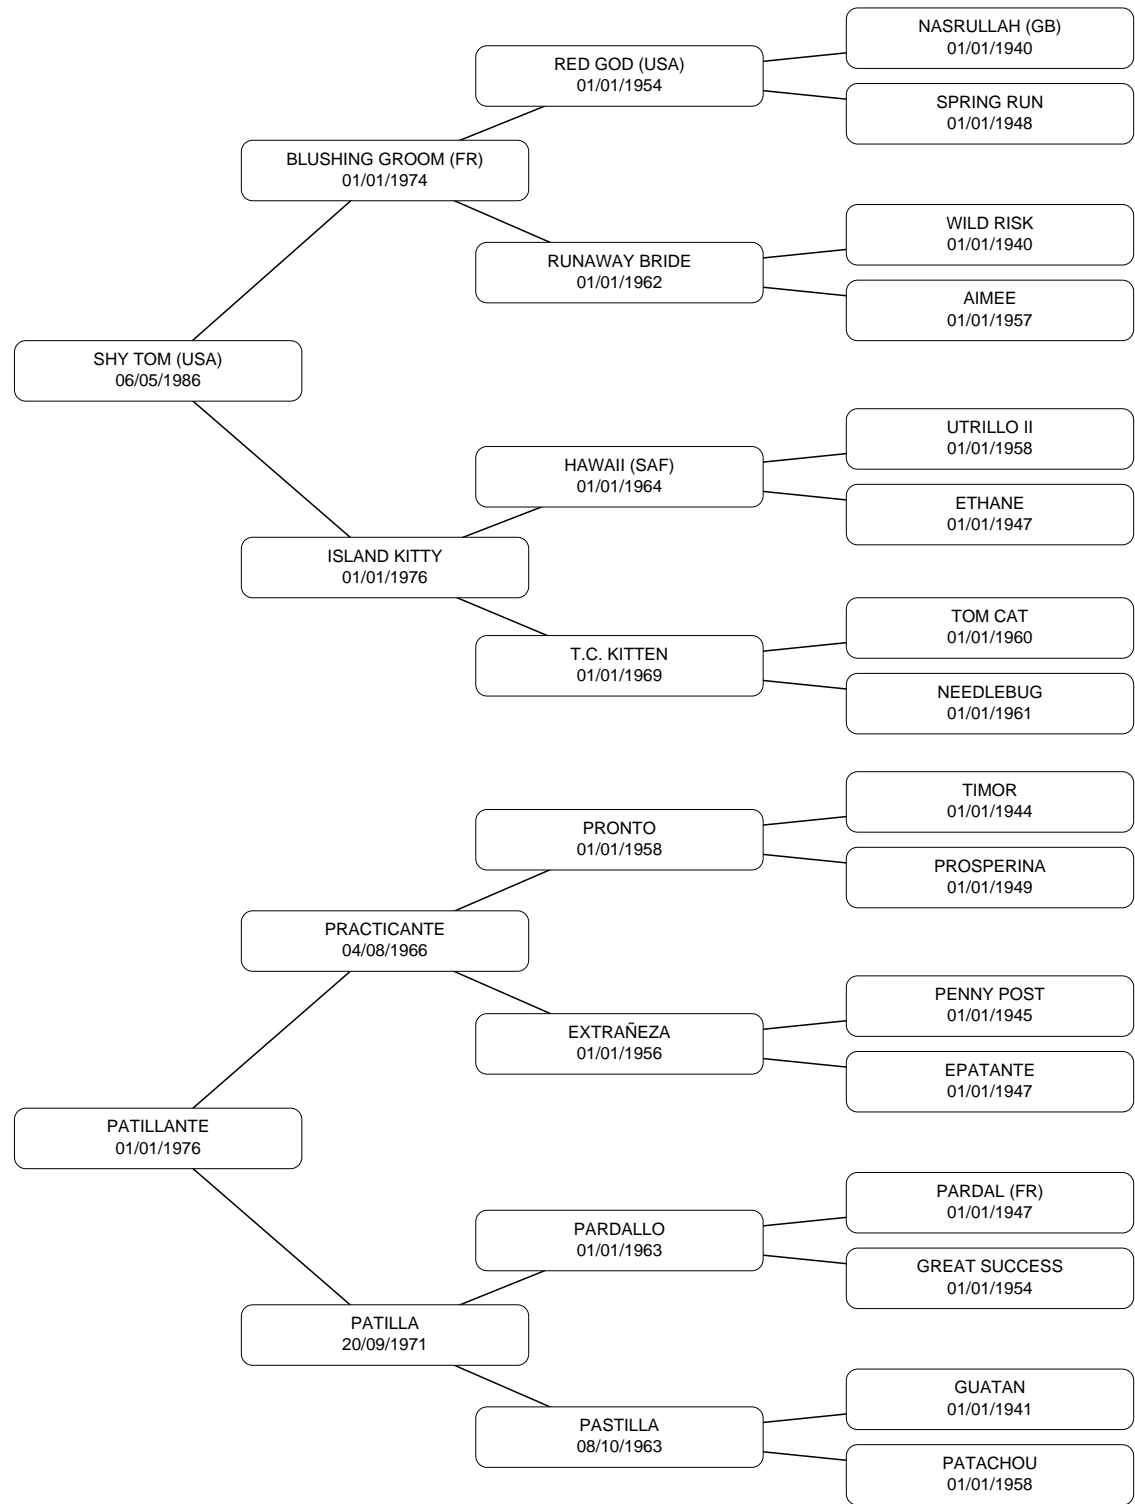 NASRULLAH (GB)
01/01/1940
RED GOD (USA)
01/01/1954
SPRING RUN
01/01/1948
BLUSHING GROOM (FR)
01/01/1974
WILD RISK
01/01/1940
RUNAWAY BRIDE
01/01/1962
AIMEE
01/01/1957
SHY TOM (USA)
06/05/1986
UTRILLO II
01/01/1958
HAWAII (SAF)
01/01/1964
ETHANE
01/01/1947
ISLAND KITTY
01/01/1976
TOM CAT
01/01/1960
T.C. KITTEN
01/01/1969
NEEDLEBUG
01/01/1961
TIMOR
01/01/1944
PRONTO
01/01/1958
PROSPERINA
01/01/1949
PRACTICANTE
04/08/1966
PENNY POST
01/01/1945
EXTRAÑEZA
01/01/1956
EPATANTE
01/01/1947
PATILLANTE
01/01/1976
PARDAL (FR)
01/01/1947
PARDALLO
01/01/1963
GREAT SUCCESS
01/01/1954
PATILLA
20/09/1971
GUATAN
01/01/1941
PASTILLA
08/10/1963
PATACHOU
01/01/1958